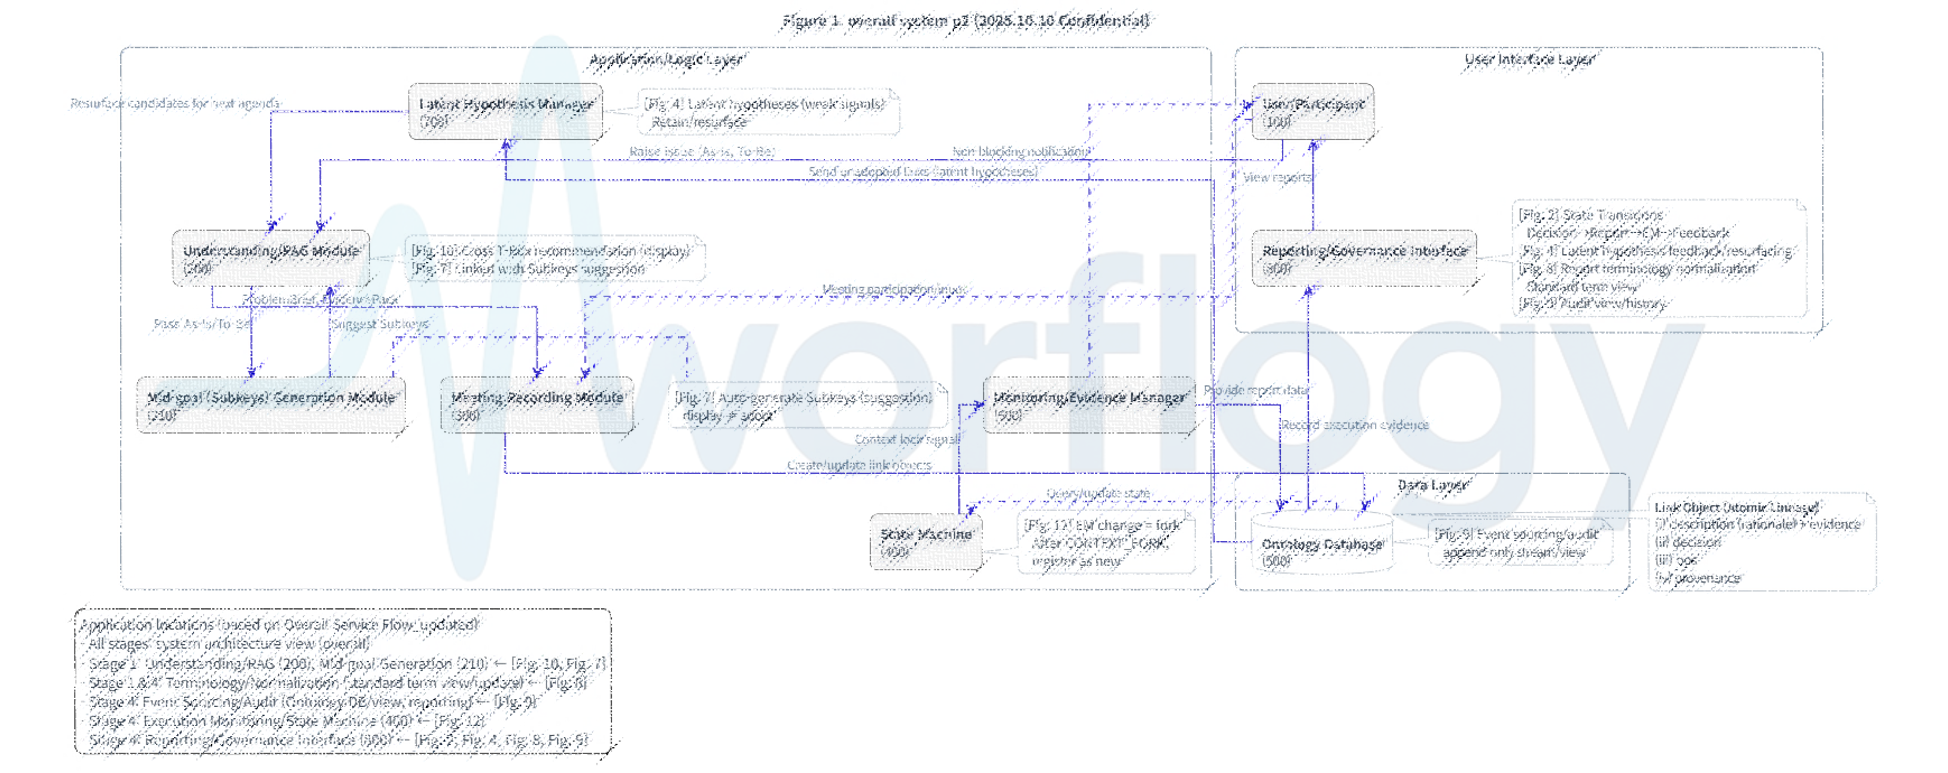 Figure 1. overall system p2 (2025.10.10 Confidential)
Application/Logic Layer
User Interface Layer
Resurface candidates for next agenda
Latent Hypothesis Manager
(700)
[Fig. 4] Latent hypotheses (weak signals)
Retain/resurface
User/Participant
(100)
Raise issue (As-Is, To-Be)
Non-blocking notification
Send unadopted links (latent hypotheses)
View reports
Understanding/RAG Module
(200)
[Fig. 10] Cross T-Box recommendation (display)
[Fig. 7] Linked with Subkeys suggestion
Reporting/Governance Interface
(800)
[Fig. 2] State Transitions
Decision→Report→EM→Feedback
[Fig. 4] Latent hypothesis feedback/resurfacing
[Fig. 8] Report terminology normalization
Standard term view
[Fig. 9] Audit view/history
Meeting participation/input
Pass As-Is/To-Be
Suggest Subkeys
Mid-goal (Subkeys) Generation Module
(210)
Meeting Recording Module
(300)
[Fig. 7] Auto-generate Subkeys (suggestion)
display ≠ adopt
Monitoring/Evidence Manager
(600)
Provide report data
Record execution evidence
Context lock signal
Create/update link objects
Query/update state
Data Layer
State Machine
(400)
[Fig. 12] EM change = fork
After CONTEXT_FORK,
register as new
Ontology Database
(500)
[Fig. 9] Event sourcing/audit
append-only stream/view
Link Object (Atomic Lineage)
(i) description (rationale) + evidence
(ii) decision
(iii) ops
(iv) provenance
worflogy
Application locations (based on Overall Service Flow_updated)
· All stages: system architecture view (overall)
· Stage 1: Understanding/RAG (200), Mid-goal Generation (210) ← [Fig. 10, Fig. 7]
· Stage 1 & 4: Terminology/Normalization (standard term view/update) ← [Fig. 8]
· Stage 4: Event Sourcing/Audit (Ontology DB/view, reporting) ← [Fig. 9]
· Stage 4: Execution Monitoring/State Machine (400) ← [Fig. 12]
· Stage 4: Reporting/Governance Interface (800) ← [Fig. 2, Fig. 4, Fig. 8, Fig. 9]